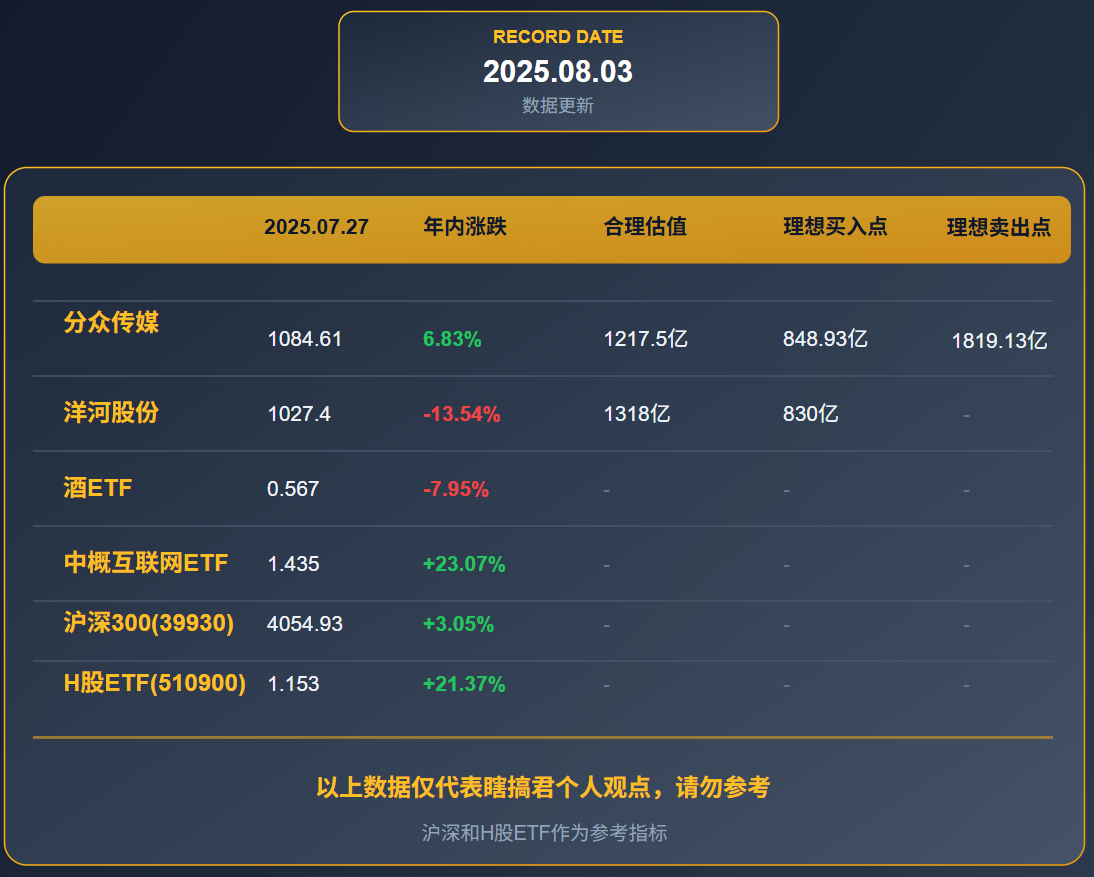 RECORD DATE
2025.08.03
数据更新
2025.07.27 年内涨跌 合理估值 理想买入点 理想卖出点
分众传媒 1084.61 6.83% 1217.5亿 848.93亿 1819.13亿
洋河股份 1027.4 -13.54% 1318亿 830亿 -
酒ETF 0.567 -7.95% - - -
中概互联网ETF 1.435 +23.07% - - -
沪深300(39930) 4054.93 +3.05% - - -
H股ETF(510900) 1.153 +21.37% - - -
以上数据仅代表瞎搞君个人观点，请勿参考
沪深和H股ETF作为参考指标